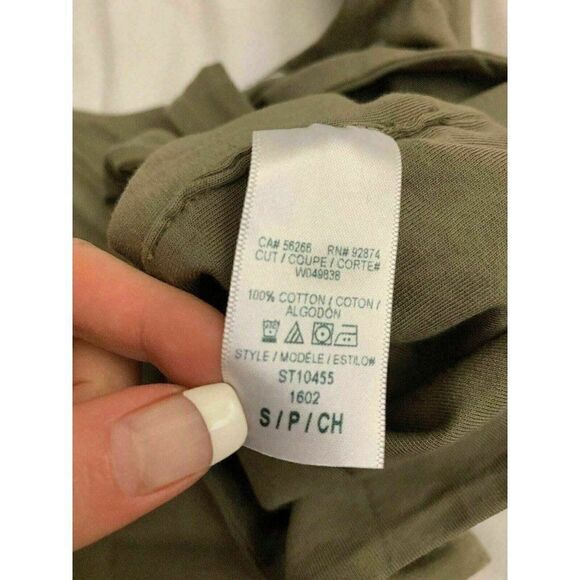 CA# 56266 RN# 92874
CUT / COUPE / CORTE#
W049838
100% COTTON / COTON /
ALGODÓN
STYLE / MODÈLE / ESTILO#
ST10455
1602
S / P / CH